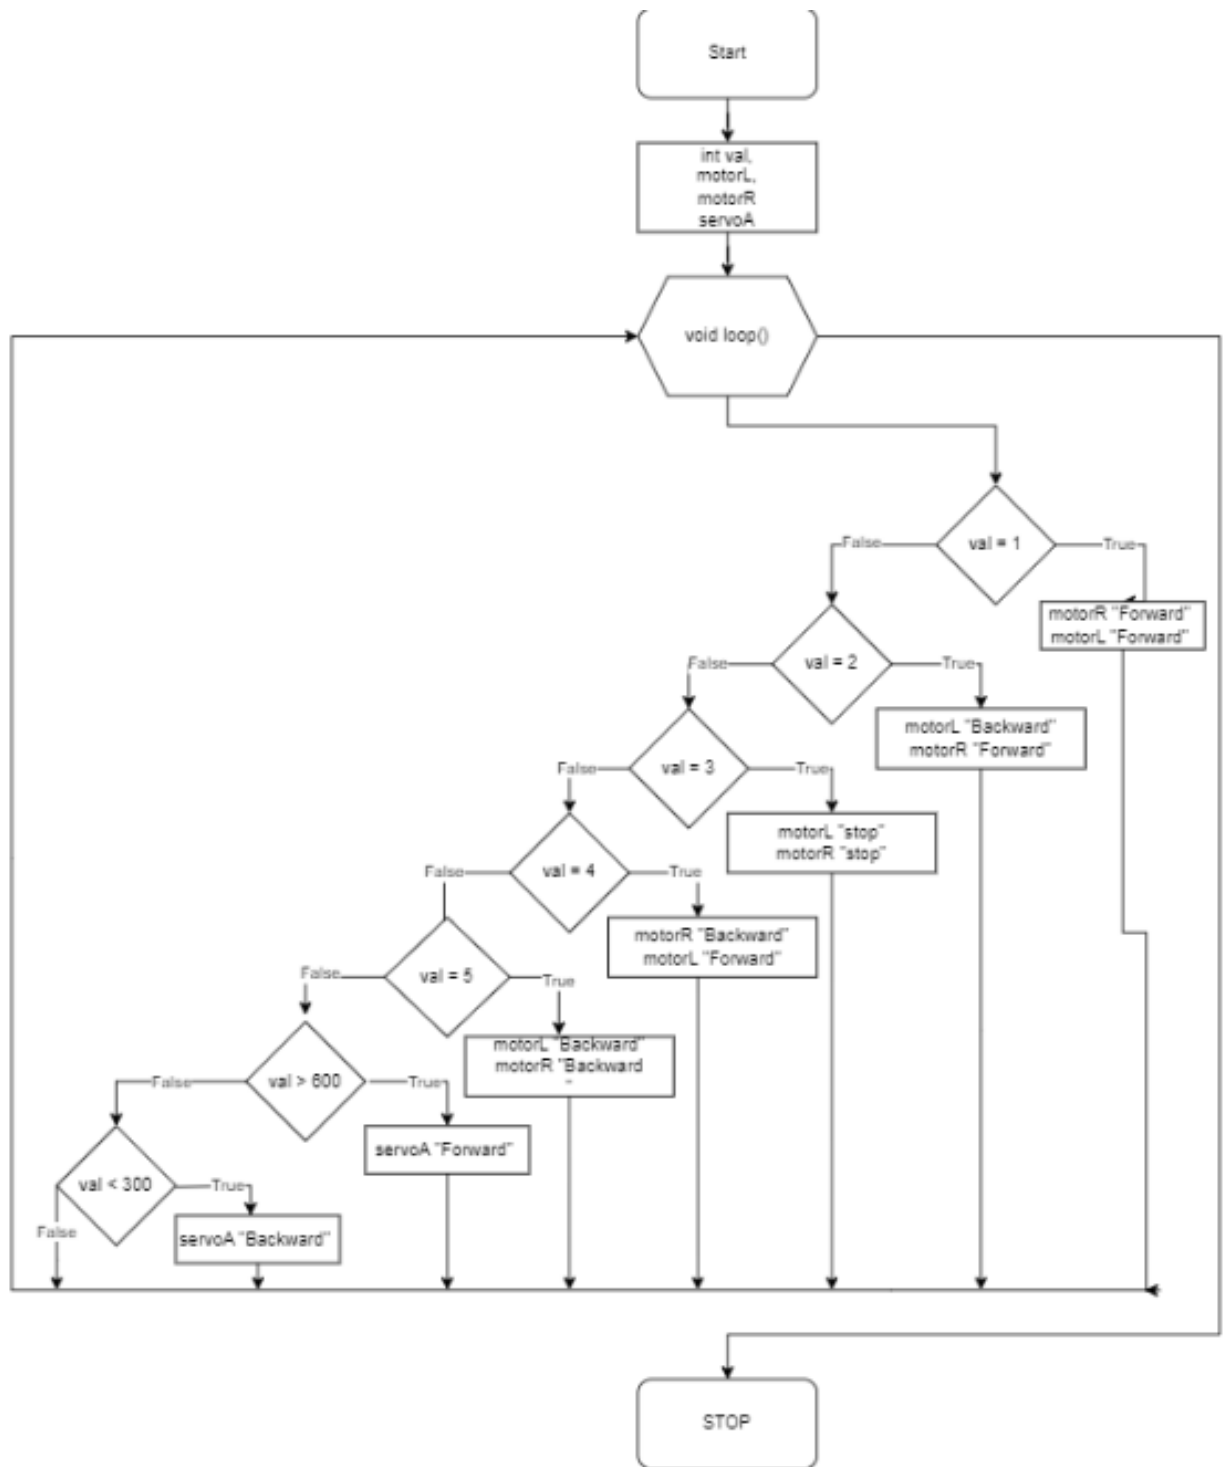 Start
int val,
motorL,
motorR
servoA
void loop()
val = 1
False
True
motorR "Forward"
motorL "Forward"
val = 2
False
True
motorL "Backward"
motorR "Forward"
val = 3
False
True
motorL "stop"
motorR "stop"
val = 4
False
True
motorR "Backward"
motorL "Forward"
val = 5
False
True
motorL "Backward"
motorR "Backward
"
val > 600
False
True
servoA "Forward"
val < 300
True
False
servoA "Backward"
STOP